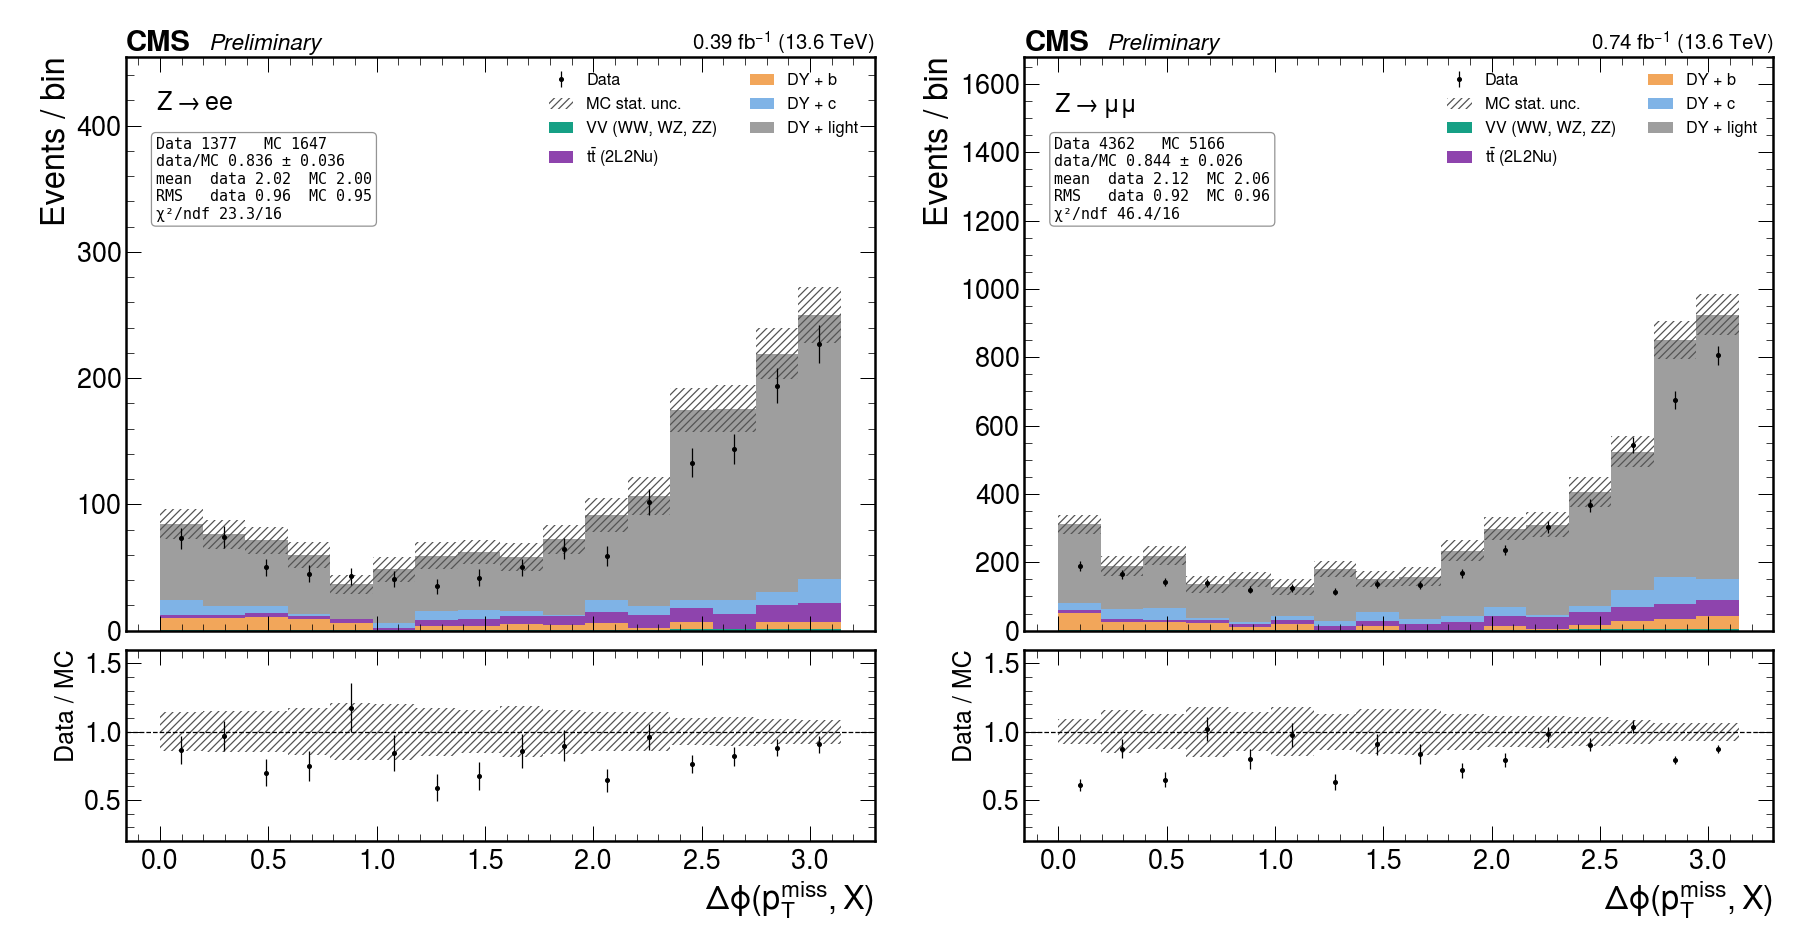 CMS Preliminary 0.39 fb⁻¹ (13.6 TeV)
Events / bin
Z→ee
Data
MC stat. unc.
VV (WW, WZ, ZZ)
tt̄ (2L2Nu)
DY + b
DY + c
DY + light
Data 1377 MC 1647
data/MC 0.836 ± 0.036
mean data 2.02 MC 2.00
RMS data 0.96 MC 0.95
χ²/ndf 23.3/16
400
300
200
100
0
Data / MC
1.5
1.0
0.5
0.0 0.5 1.0 1.5 2.0 2.5 3.0
Δϕ(p_T^miss, X)
CMS Preliminary 0.74 fb⁻¹ (13.6 TeV)
Events / bin
Z→μμ
Data
MC stat. unc.
VV (WW, WZ, ZZ)
tt̄ (2L2Nu)
DY + b
DY + c
DY + light
Data 4362 MC 5166
data/MC 0.844 ± 0.026
mean data 2.12 MC 2.06
RMS data 0.92 MC 0.96
χ²/ndf 46.4/16
1600
1400
1200
1000
800
600
400
200
0
Data / MC
1.5
1.0
0.5
0.0 0.5 1.0 1.5 2.0 2.5 3.0
Δϕ(p_T^miss, X)